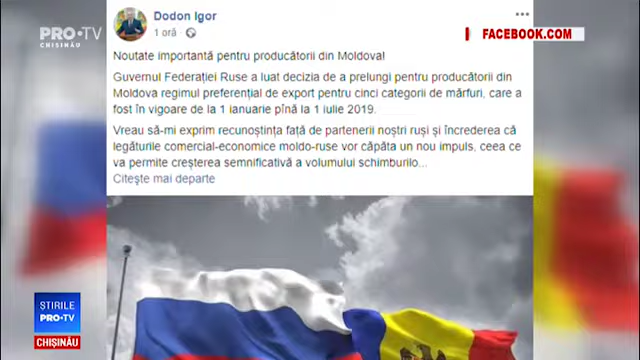 PRO•TV
CHIȘINĂU
Dodon Igor
1 oră
FACEBOOK.COM
Noutate importantă pentru producătorii din Moldova!
Guvernul Federației Ruse a luat decizia de a prelungi pentru producătorii din
Moldova regimul preferențial de export pentru cinci categorii de mărfuri, care a
fost în vigoare de la 1 ianuarie pînă la 1 iulie 2019.
Vreau să-mi exprim recunoștința față de partenerii noștri ruși și încrederea că
legăturile comercial-economice moldo-ruse vor căpăta un nou impuls, ceea ce
va permite creșterea semnificativă a volumului schimburilo...
Citește mai departe
ȘTIRILE
PRO•TV
CHIȘINĂU